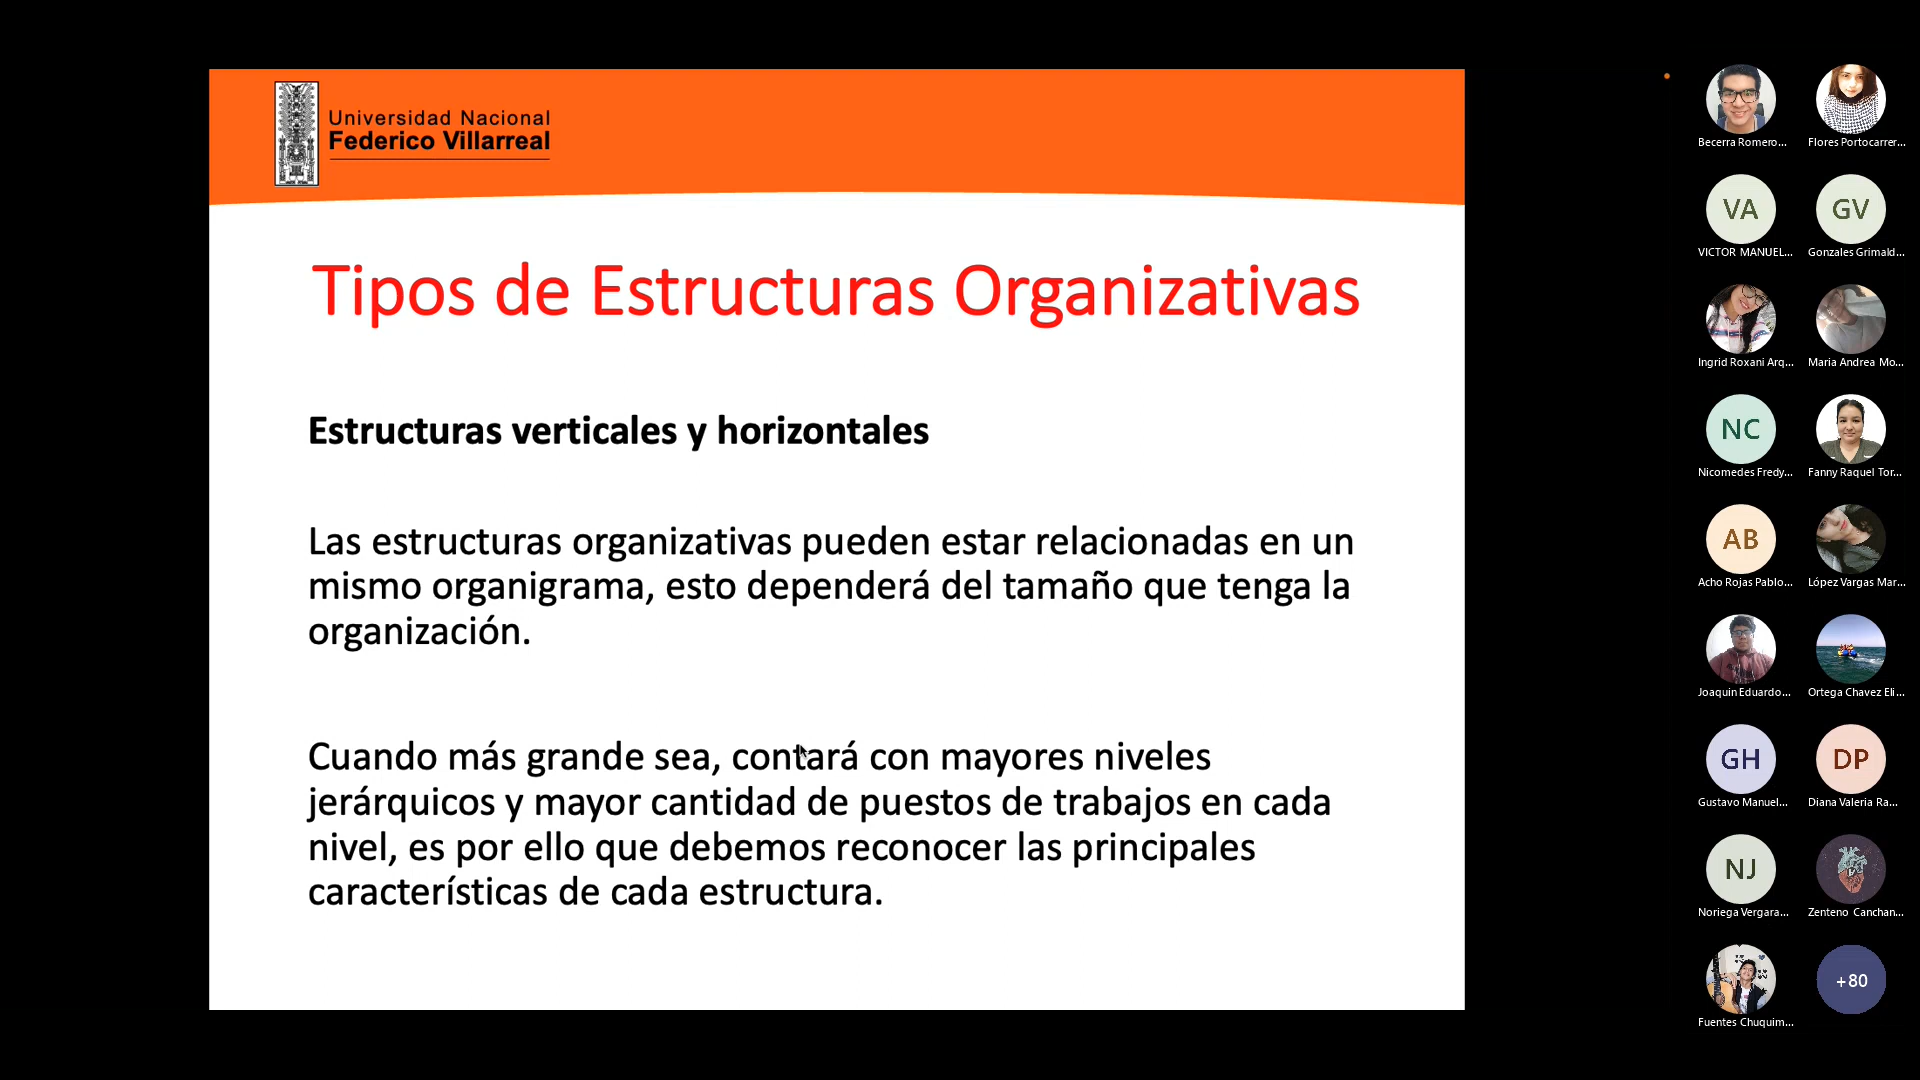 Universidad Nacional
Federico Villarreal
Tipos de Estructuras Organizativas
Estructuras verticales y horizontales
Las estructuras organizativas pueden estar relacionadas en un
mismo organigrama, esto dependerá del tamaño que tenga la
organización.
Cuando más grande sea, contará con mayores niveles
jerárquicos y mayor cantidad de puestos de trabajos en cada
nivel, es por ello que debemos reconocer las principales
características de cada estructura.
Becerra Romero...
Flores Portocarrer...
VA
VICTOR MANUEL...
GV
Gonzales Grimald...
Ingrid Roxani Arq...
Maria Andrea Mo...
NC
Nicomedes Fredy...
Fanny Raquel Tor...
AB
Acho Rojas Pablo...
López Vargas Mar...
Joaquin Eduardo...
Ortega Chavez Eli...
GH
Gustavo Manuel...
DP
Diana Valeria Ra...
NJ
Noriega Vergara...
Zenteno Canchan...
Fuentes Chuquim...
+80